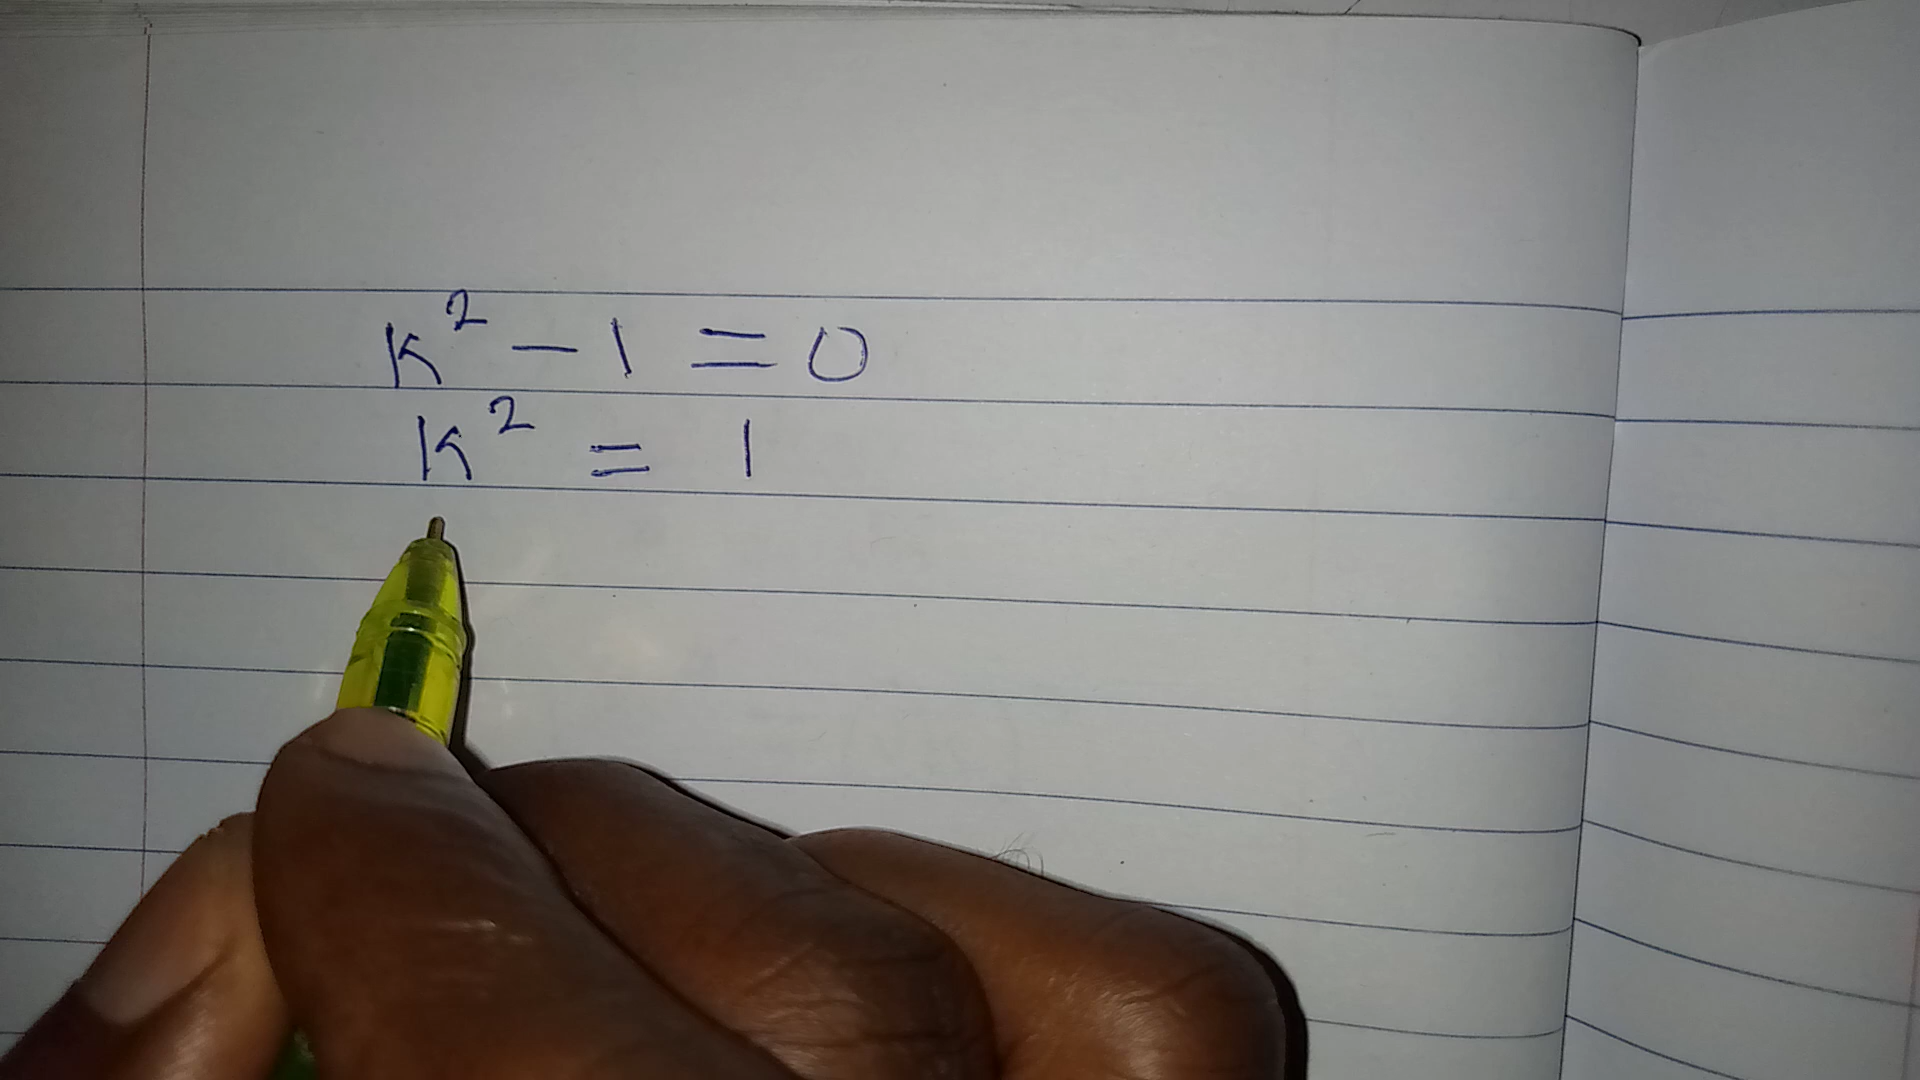 K² - 1 = 0
K² = 1